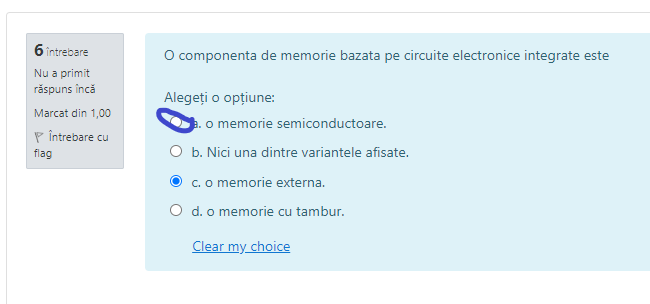 6 întrebare
Nu a primit
răspuns încă
Marcat din 1,00
Întrebare cu
flag
O componenta de memorie bazata pe circuite electronice integrate este
Alegeți o opțiune:
a. o memorie semiconductoare.
b. Nici una dintre variantele afisate.
c. o memorie externa.
d. o memorie cu tambur.
Clear my choice